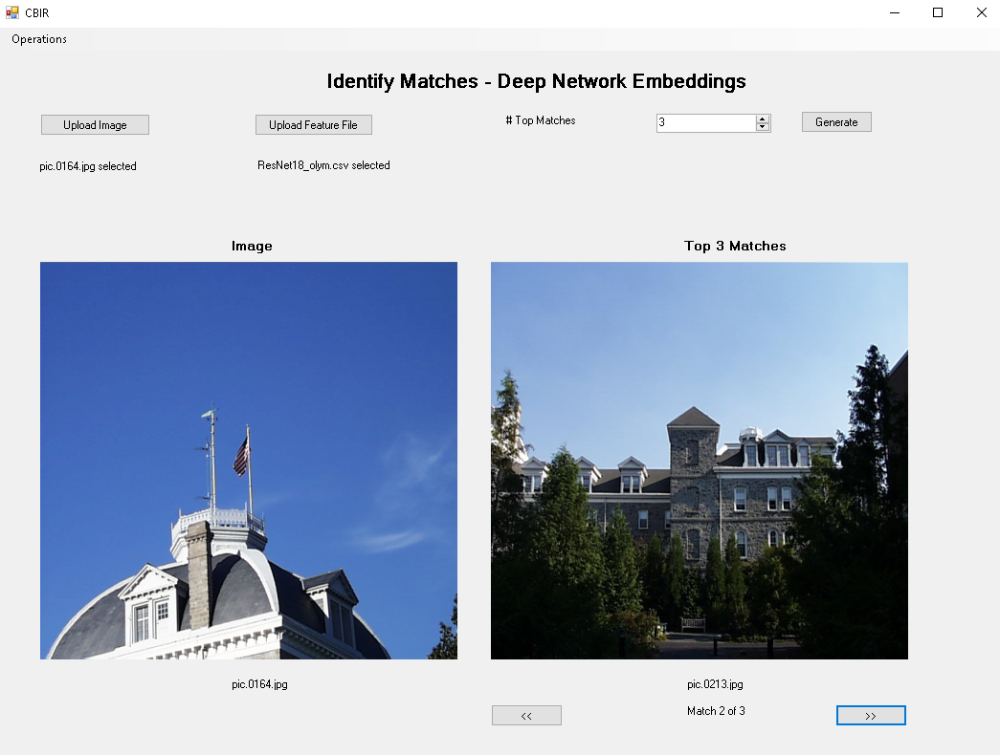 CBIR
Operations
Identify Matches - Deep Network Embeddings
Upload Image
Upload Feature File
# Top Matches
3
Generate
pic.0164.jpg selected
ResNet18_olym.csv selected
Image
Top 3 Matches
pic.0164.jpg
pic.0213.jpg
<<
Match 2 of 3
>>